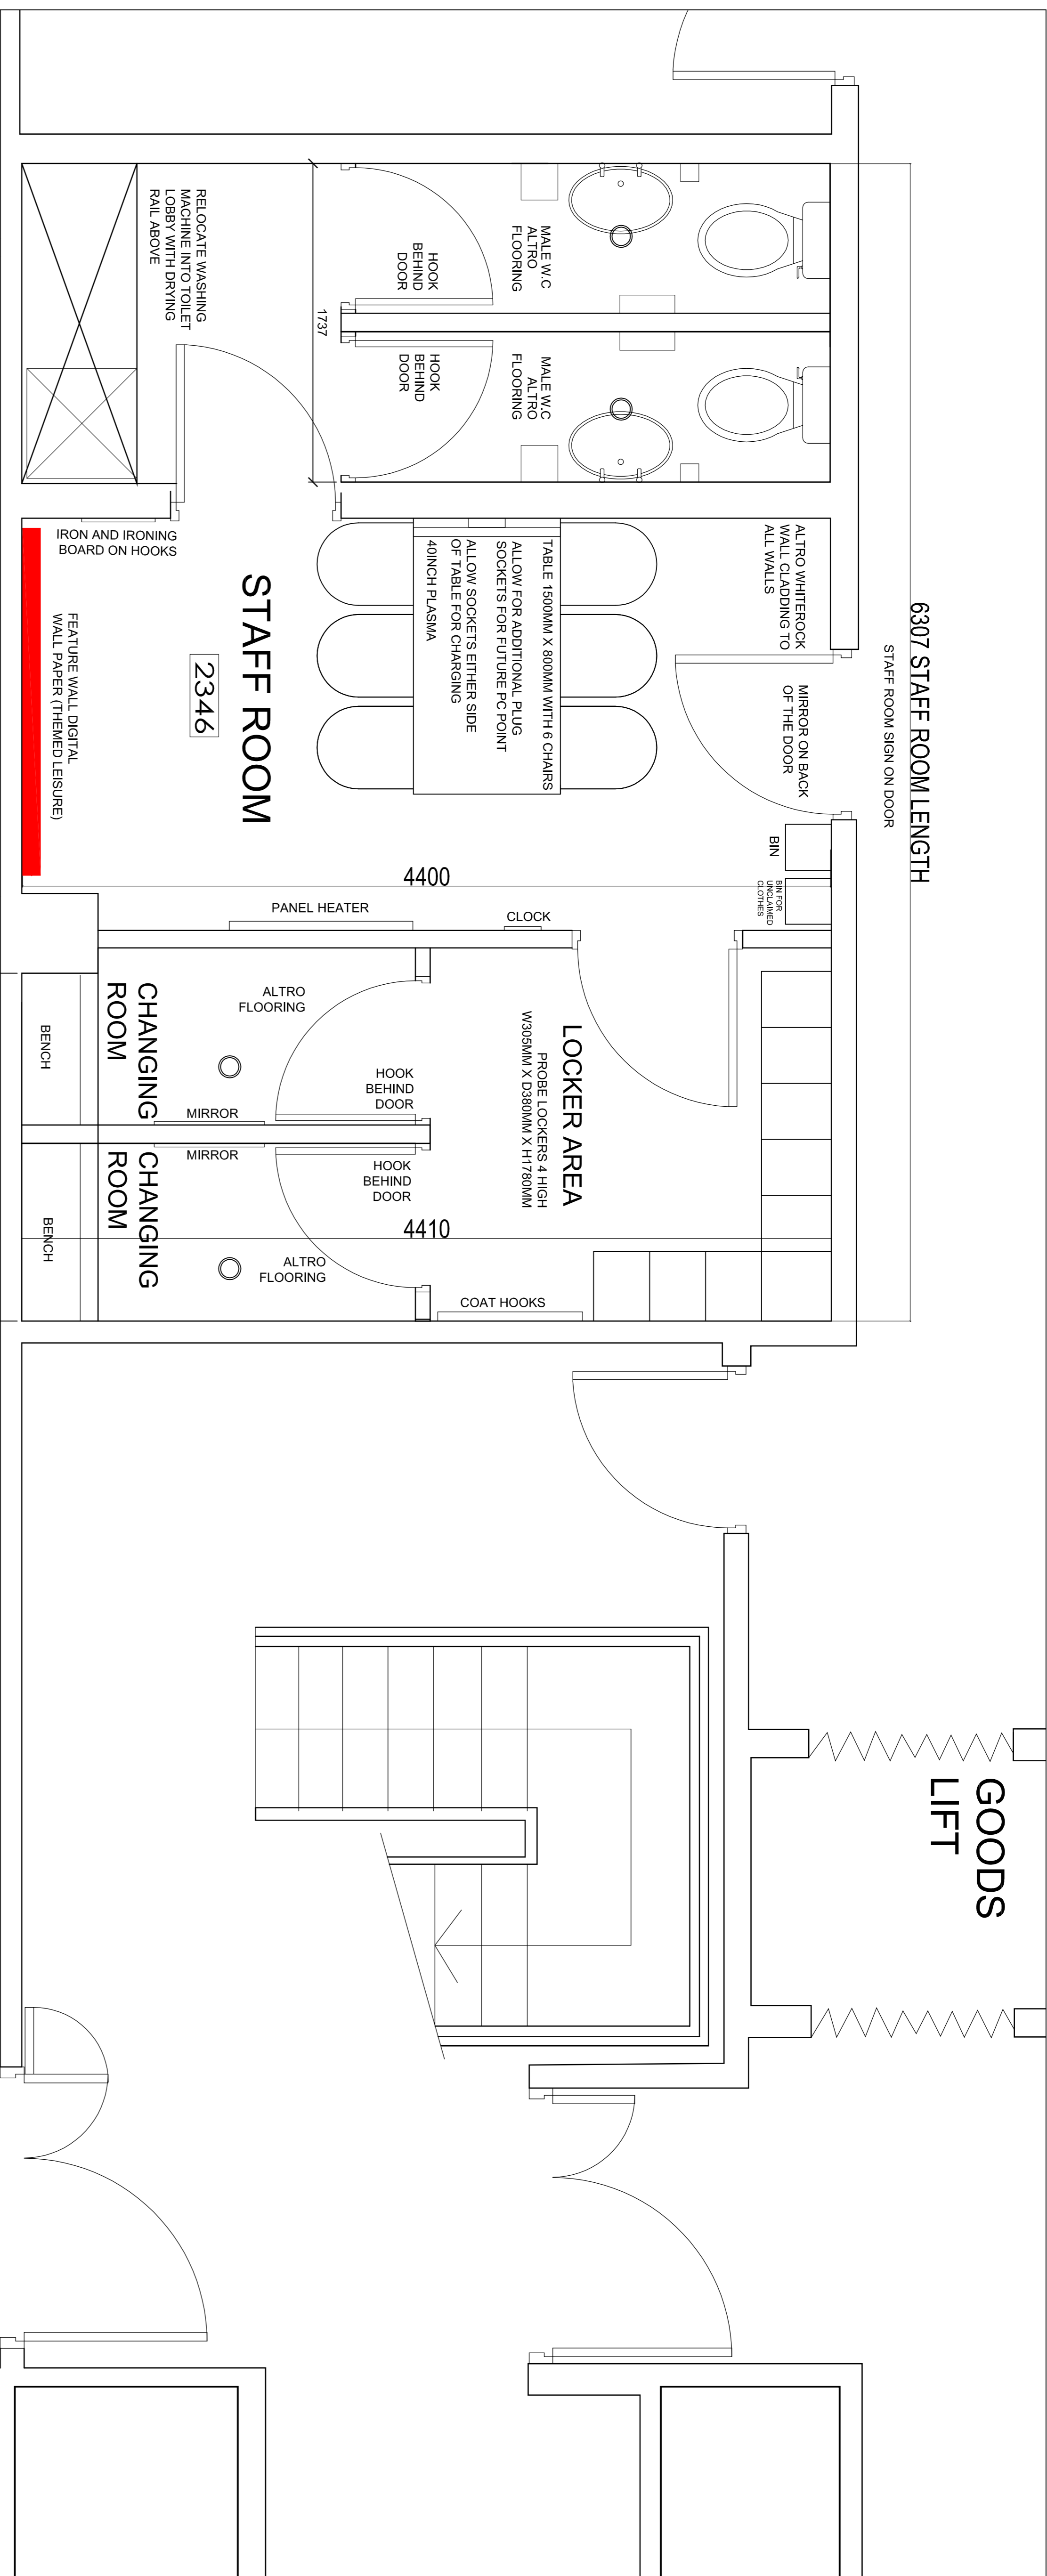 6307 STAFF ROOM LENGTH
STAFF ROOM SIGN ON DOOR
RELOCATE WASHING
MACHINE INTO TOILET
LOBBY WITH DRYING
RAIL ABOVE
1737
HOOK
BEHIND
DOOR
HOOK
BEHIND
DOOR
MALE W.C
ALTRO
FLOORING
MALE W.C
ALTRO
FLOORING
IRON AND IRONING
BOARD ON HOOKS
ALTRO WHITEROCK
WALL CLADDING TO
ALL WALLS
MIRROR ON BACK
OF THE DOOR
TABLE 1500MM X 800MM WITH 6 CHAIRS
ALLOW FOR ADDITIONAL PLUG
SOCKETS FOR FUTURE PC POINT
ALLOW SOCKETS EITHER SIDE
OF TABLE FOR CHARGING
40INCH PLASMA
STAFF ROOM
2346
FEATURE WALL DIGITAL
WALL PAPER (THEMED LEISURE)
BIN
BIN FOR
UNCLAIMED
CLOTHES
4400
PANEL HEATER
CLOCK
LOCKER AREA
PROBE LOCKERS 4 HIGH
W305MM X D380MM X H1780MM
ALTRO
FLOORING
HOOK
BEHIND
DOOR
CHANGING
ROOM
BENCH
MIRROR
MIRROR
HOOK
BEHIND
DOOR
CHANGING
ROOM
BENCH
4410
ALTRO
FLOORING
COAT HOOKS
GOODS
LIFT